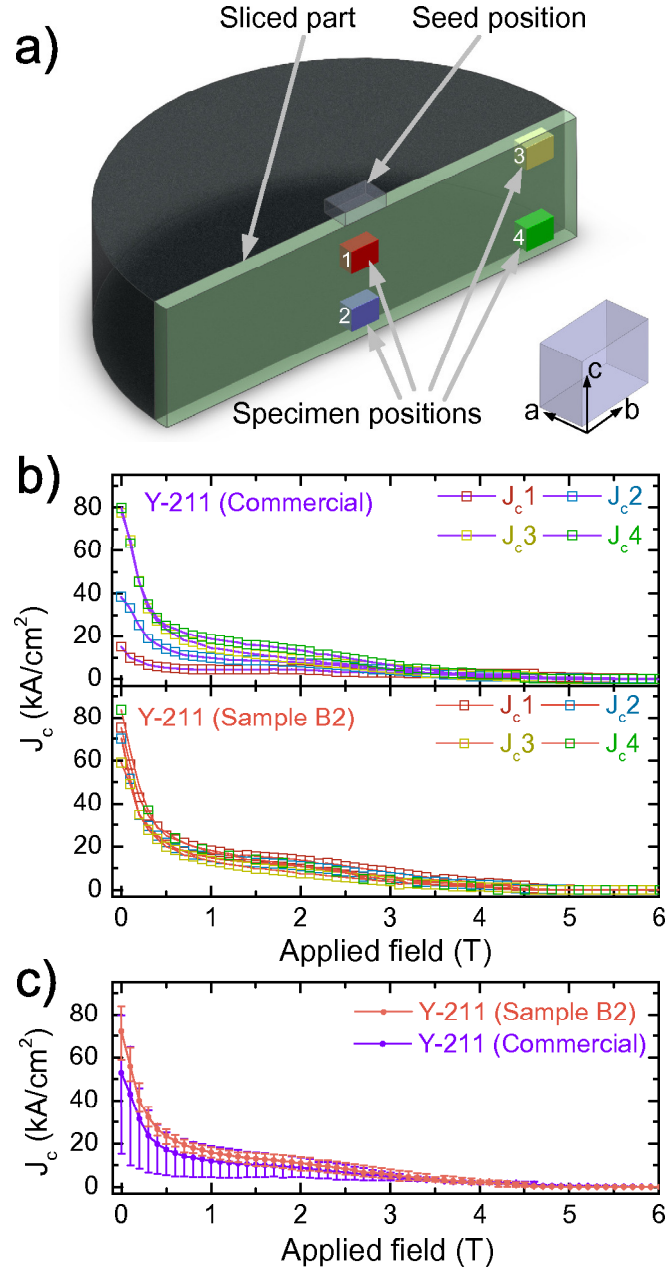 a)
Sliced part
Seed position
3
1
4
2
Specimen positions
c
a
b
b)
Y-211 (Commercial)
Jc1
Jc2
Jc3
Jc4
80
60
40
20
0
Y-211 (Sample B2)
Jc1
Jc2
Jc3
Jc4
80
60
40
20
0
Jc (kA/cm²)
0 1 2 3 4 5 6
Applied field (T)
c)
Y-211 (Sample B2)
Y-211 (Commercial)
80
60
40
20
0
Jc (kA/cm²)
0 1 2 3 4 5 6
Applied field (T)